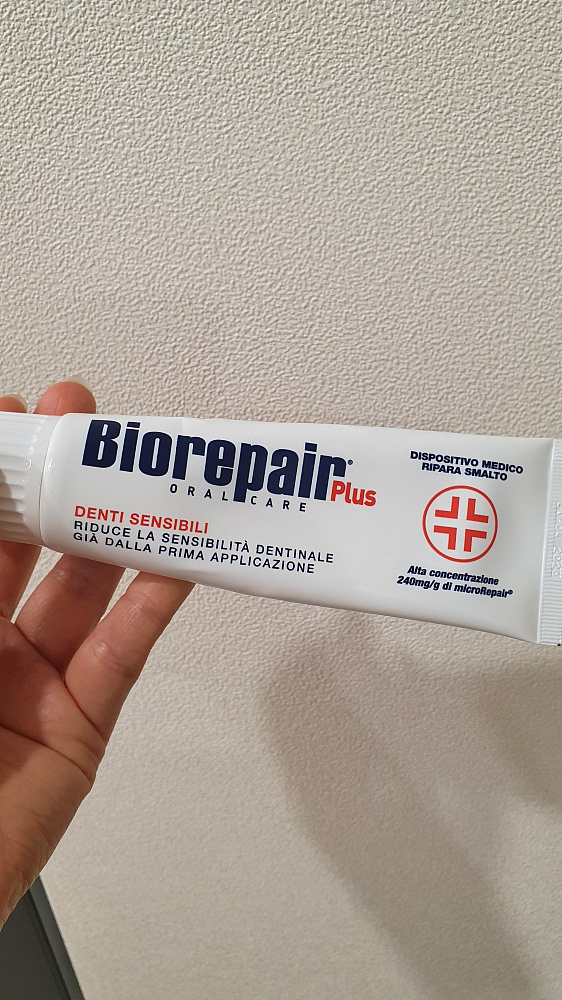 Biorepair®
Plus
ORAL CARE
DENTI SENSIBILI
RIDUCE LA SENSIBILITÀ DENTINALE
GIÀ DALLA PRIMA APPLICAZIONE
DISPOSITIVO MEDICO
RIPARA SMALTO
Alta concentrazione
240mg/g di microRepair®